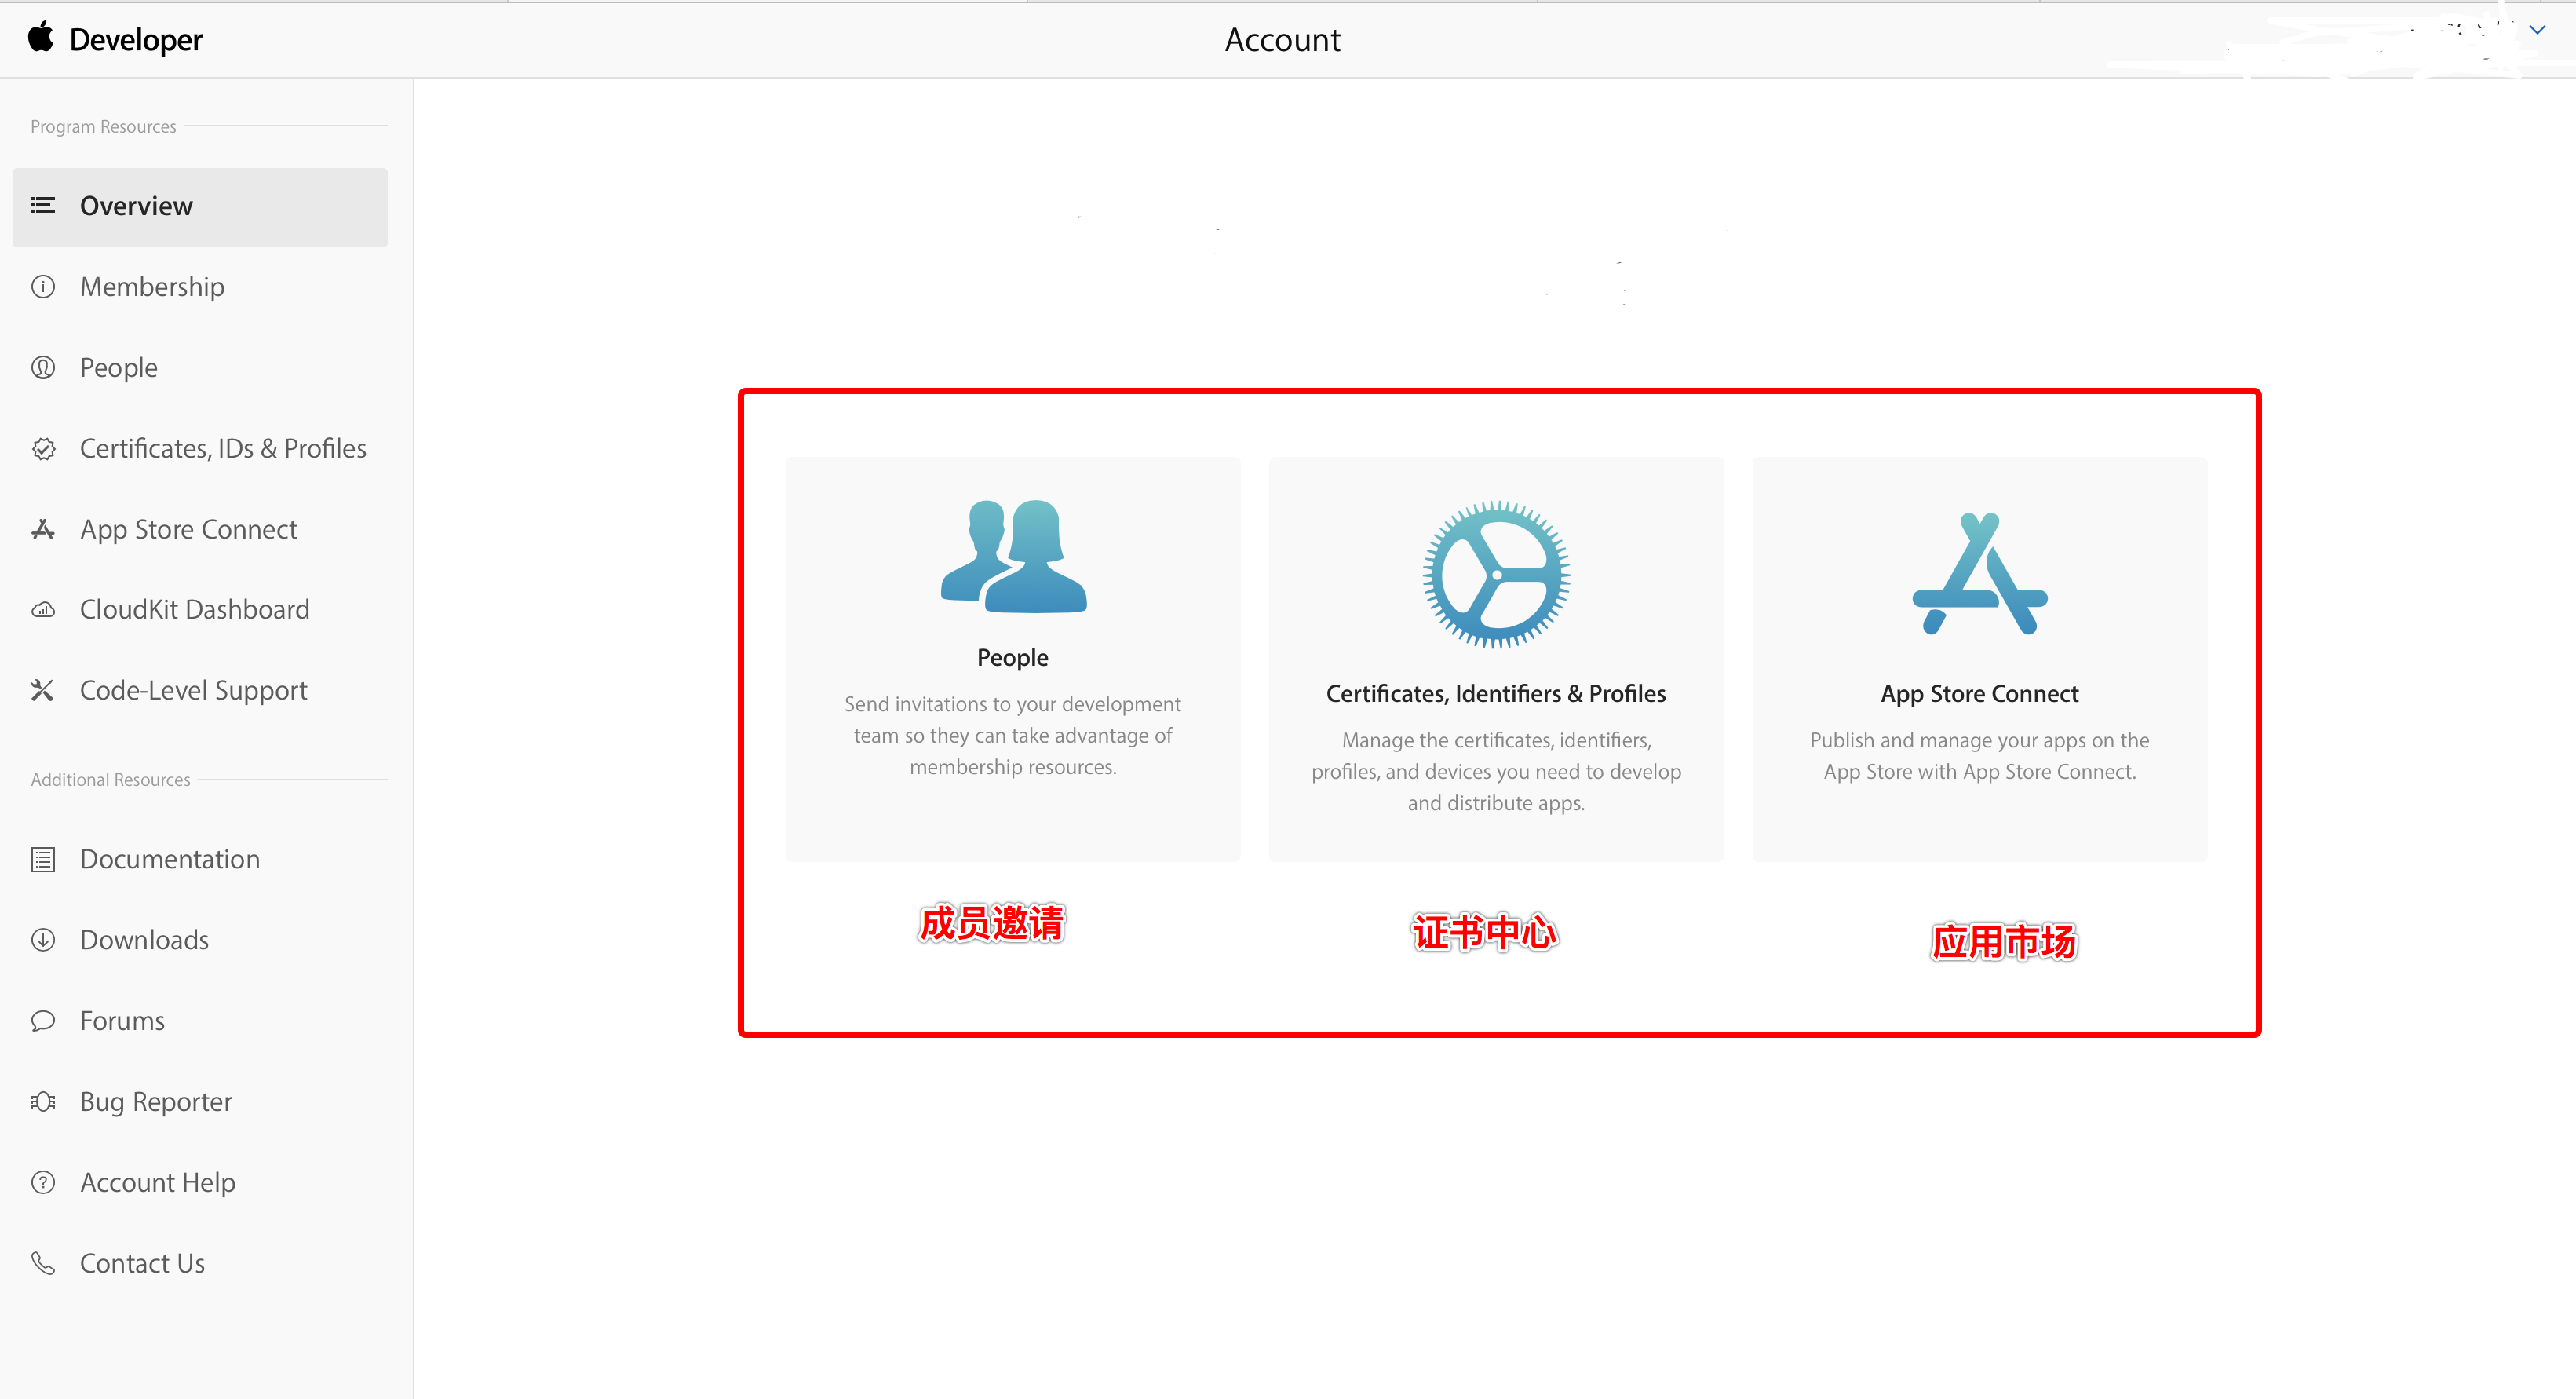 Developer
Account
Program Resources
Overview
Membership
People
Certificates, IDs & Profiles
App Store Connect
CloudKit Dashboard
Code-Level Support
Additional Resources
Documentation
Downloads
Forums
Bug Reporter
Account Help
Contact Us
People
Send invitations to your development
team so they can take advantage of
membership resources.
成员邀请
Certificates, Identifiers & Profiles
Manage the certificates, identifiers,
profiles, and devices you need to develop
and distribute apps.
证书中心
App Store Connect
Publish and manage your apps on the
App Store with App Store Connect.
应用市场